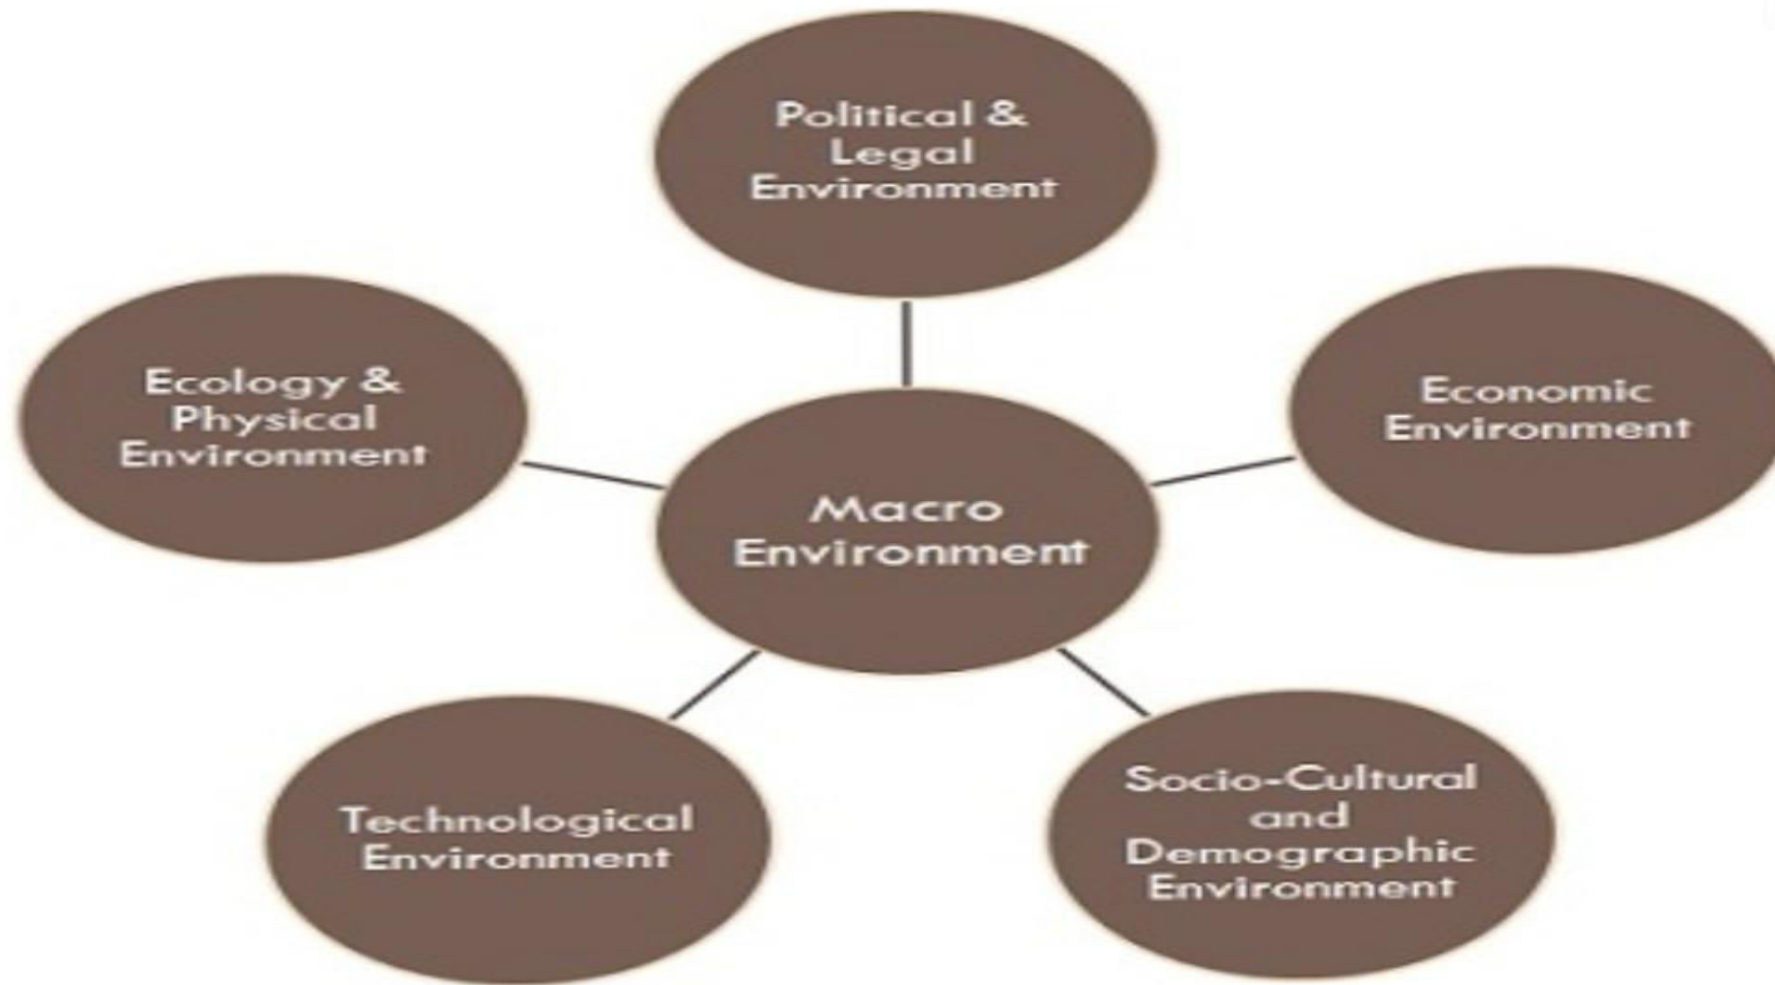 Political &
Legal
Environment
Ecology &
Physical
Environment
Economic
Environment
Macro
Environment
Technological
Environment
Socio-Cultural
and
Demographic
Environment